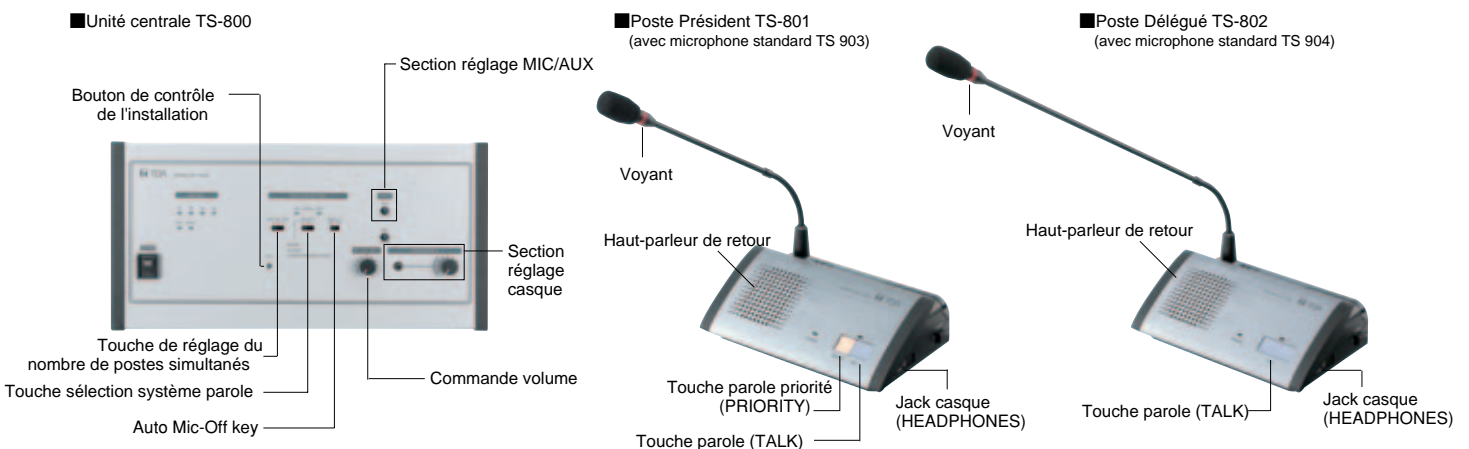 ■Unité centrale TS-800
Section réglage MIC/AUX
Bouton de contrôle
de l'installation
Section
réglage
casque
Touche de réglage du
nombre de postes simultanés
Touche sélection système parole
Commande volume
Auto Mic-Off key
TOA
■Poste Président TS-801
(avec microphone standard TS 903)
Voyant
Haut-parleur de retour
Touche parole priorité
(PRIORITY)
Touche parole (TALK)
Jack casque
(HEADPHONES)
■Poste Délégué TS-802
(avec microphone standard TS 904)
Voyant
Haut-parleur de retour
Touche parole (TALK)
Jack casque
(HEADPHONES)